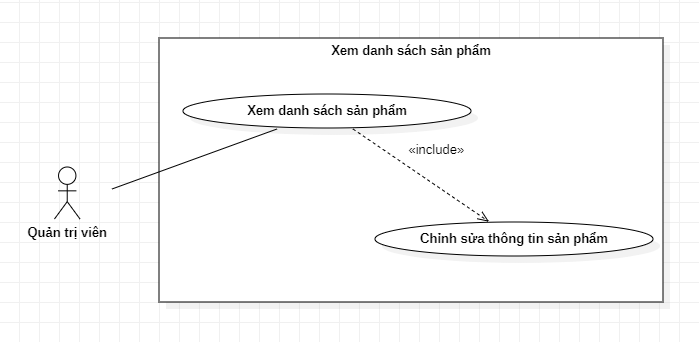 Xem danh sách sản phẩm
Xem danh sách sản phẩm
«include»
Quản trị viên
Chỉnh sửa thông tin sản phẩm